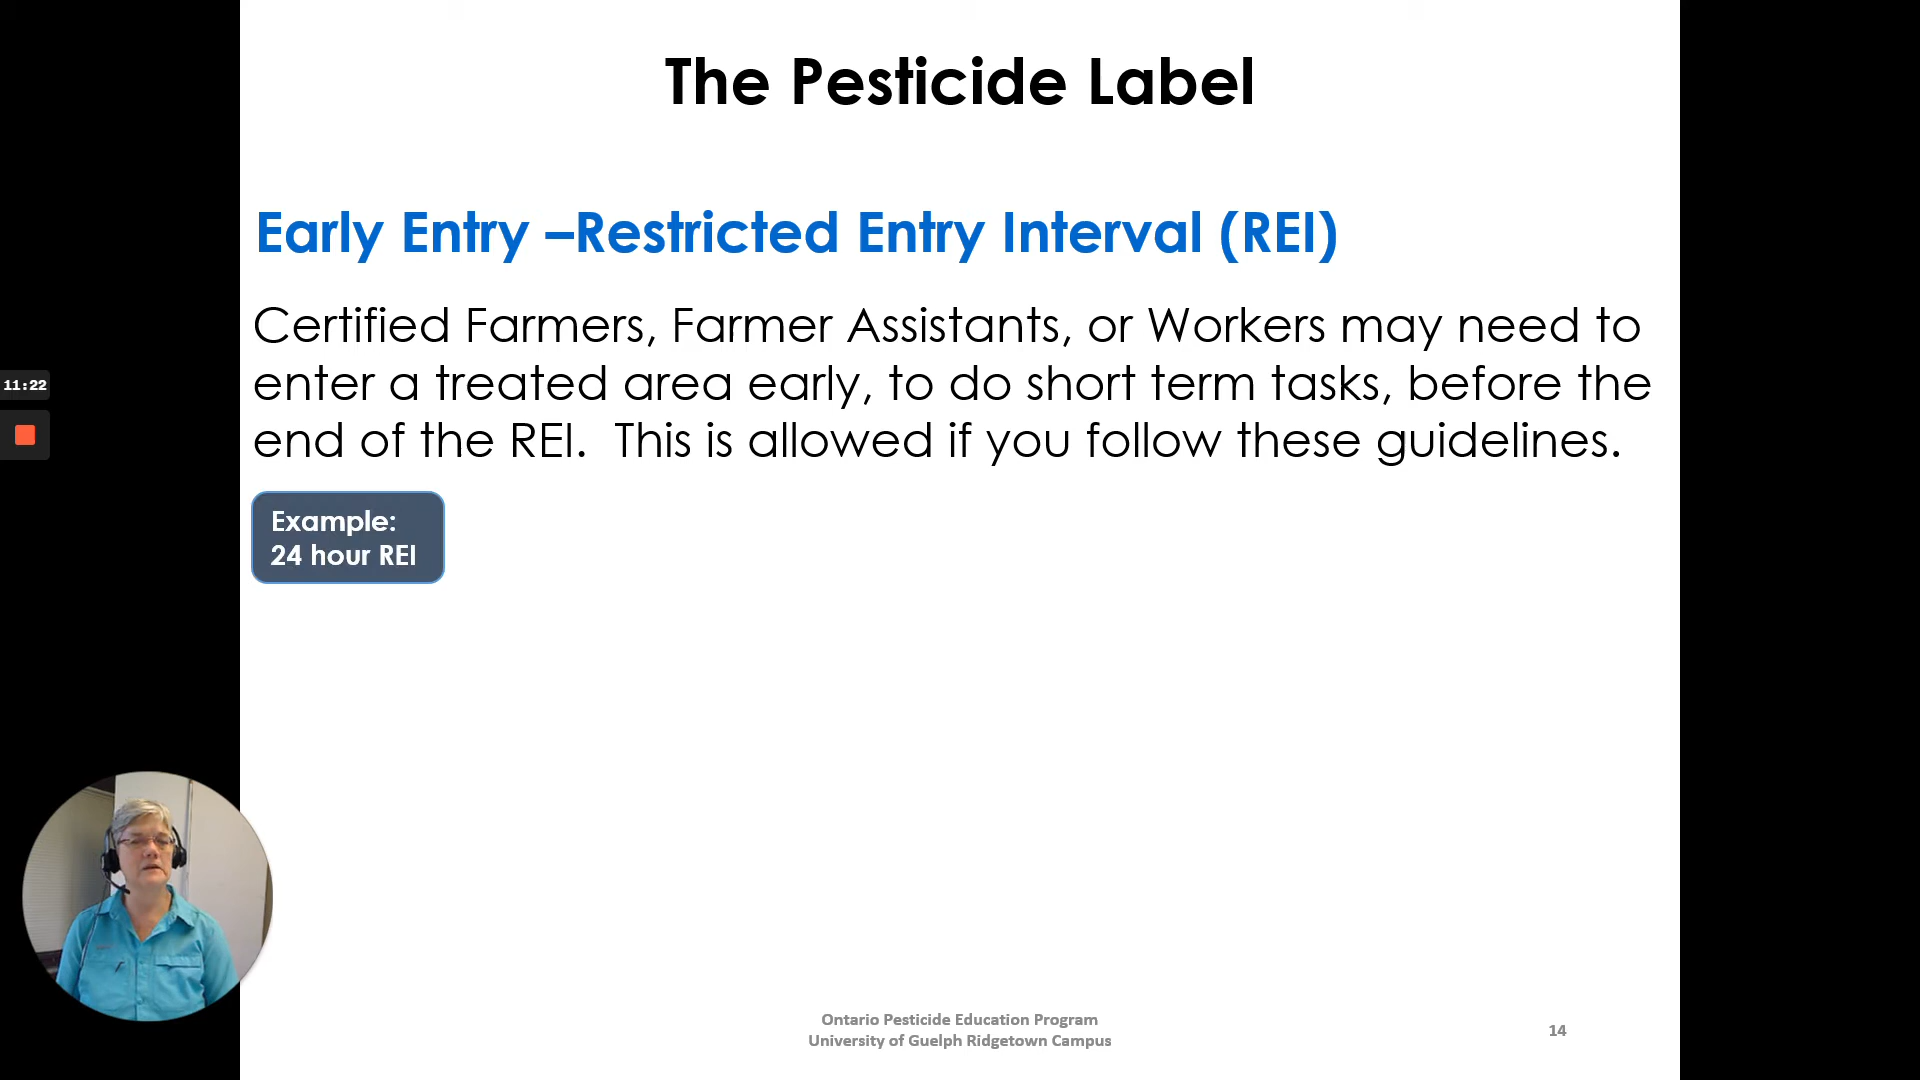 The Pesticide Label
Early Entry –Restricted Entry Interval (REI)
Certified Farmers, Farmer Assistants, or Workers may need to
enter a treated area early, to do short term tasks, before the
end of the REI.  This is allowed if you follow these guidelines.
11:22
Example:
24 hour REI
Ontario Pesticide Education Program
University of Guelph Ridgetown Campus
14